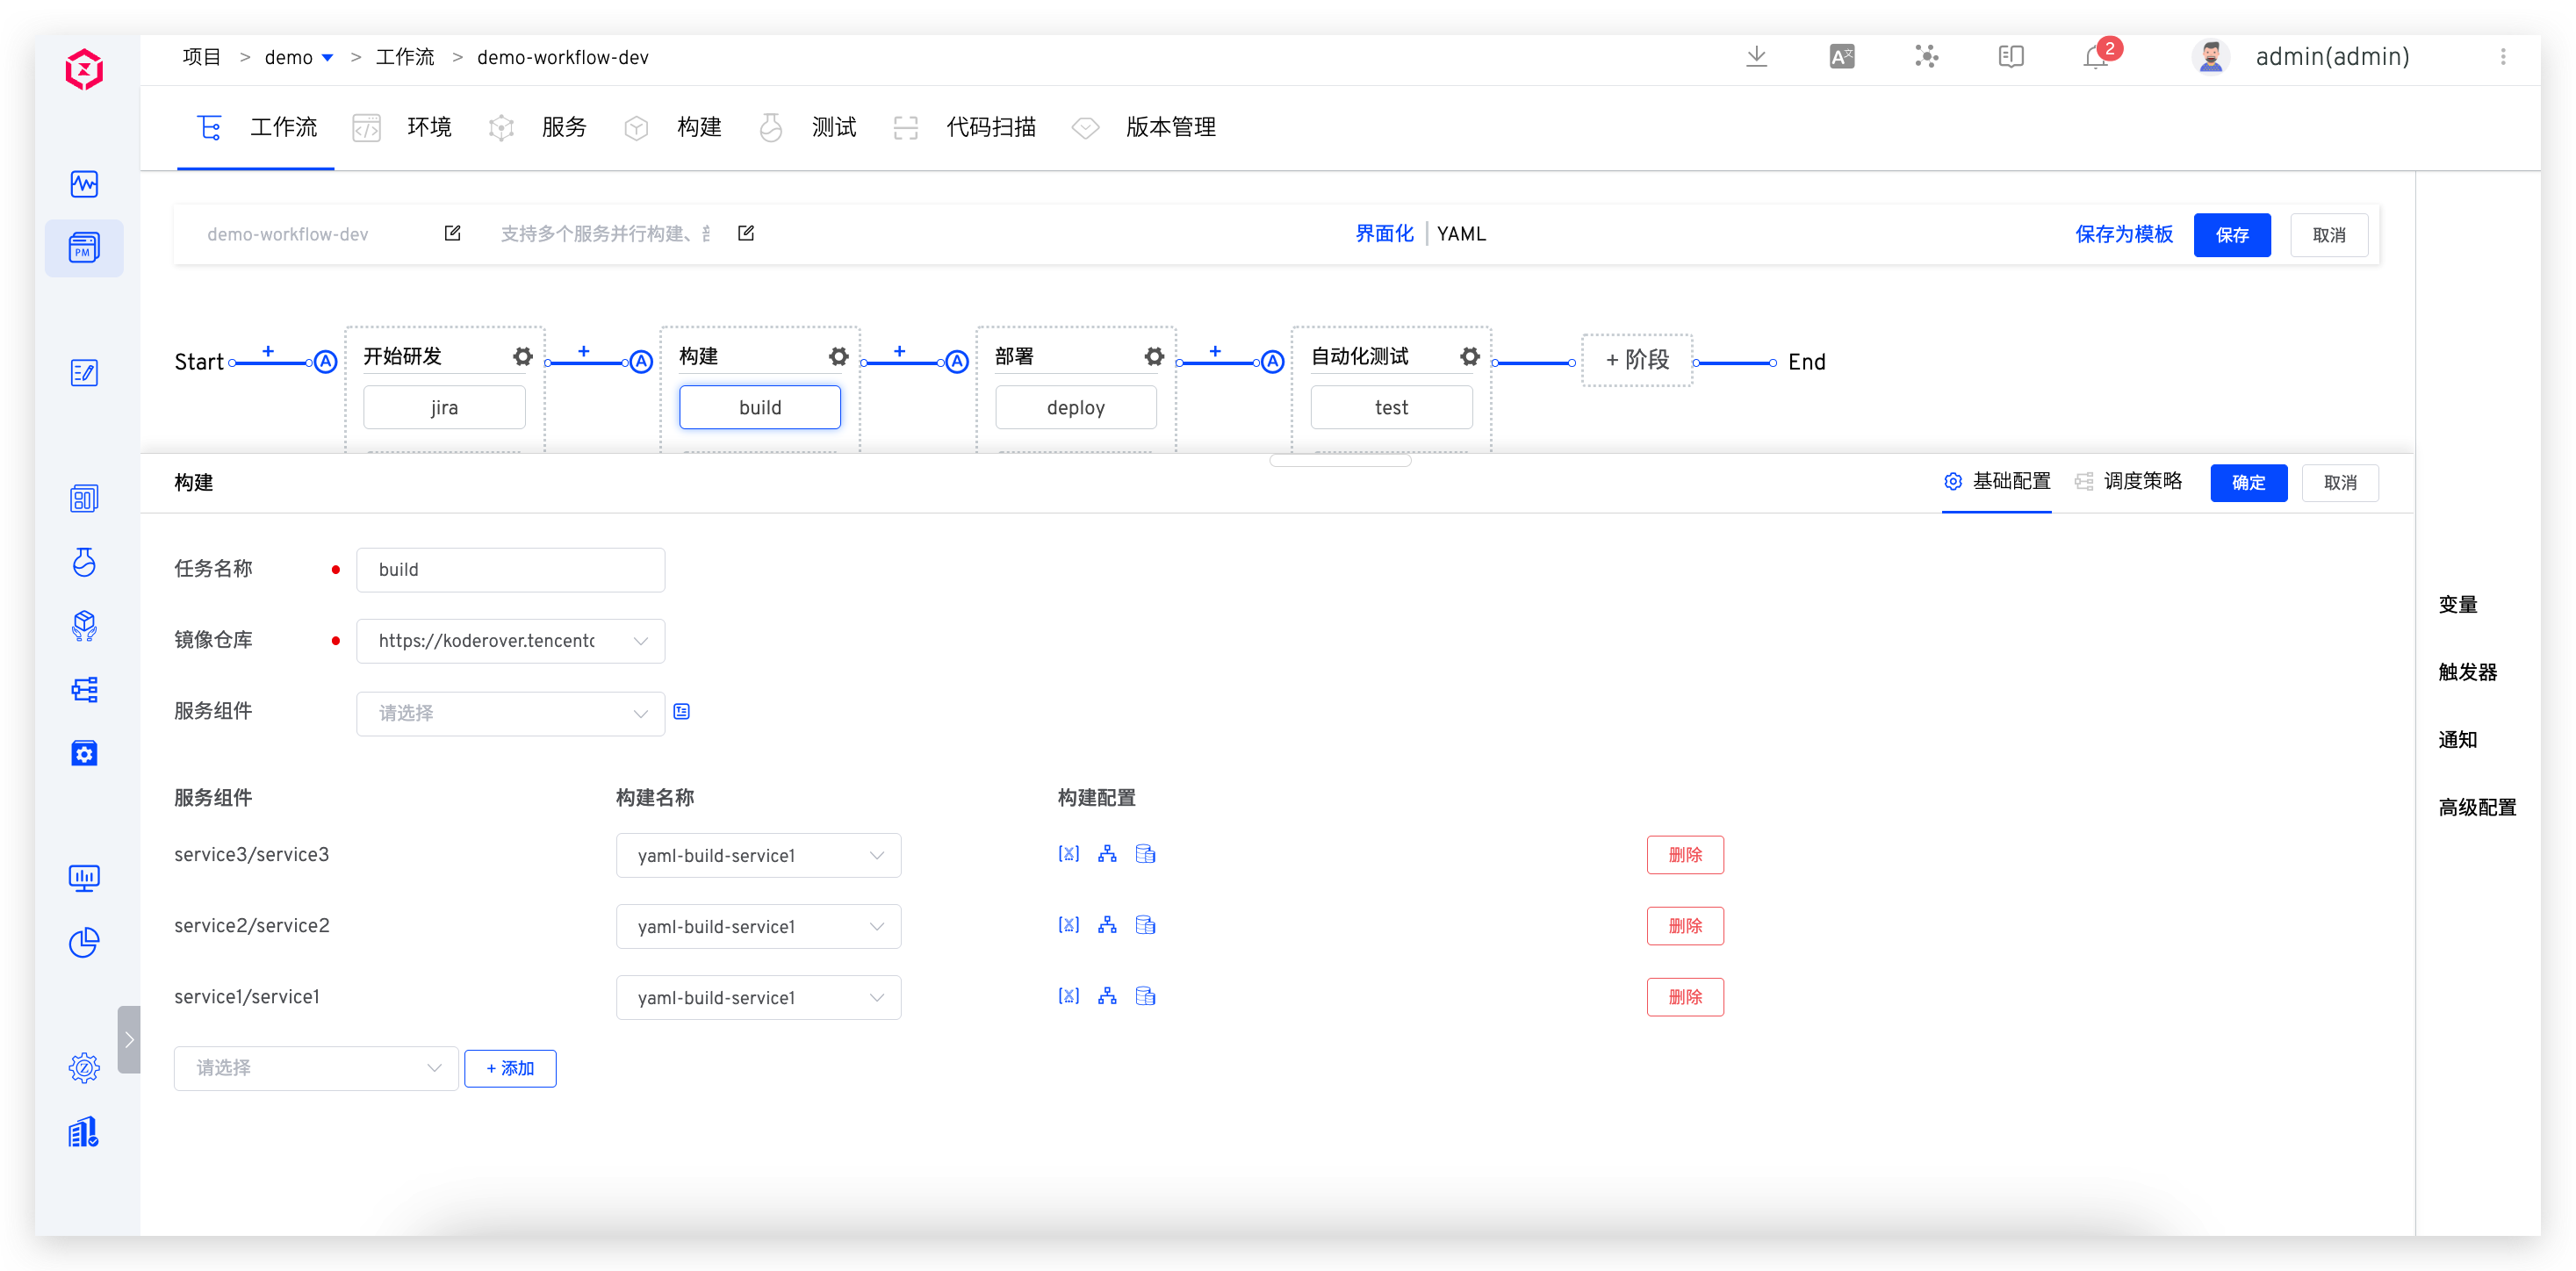 项目 > demo > 工作流 > demo-workflow-dev
2
admin(admin)
工作流 环境 服务 构建 测试 代码扫描 版本管理
PM
demo-workflow-dev 支持多个服务并行构建、 界面化 YAML 保存为模板 保存 取消
Start 开始研发 构建 部署 自动化测试 + 阶段 End
jira build deploy test
构建 基础配置 调度策略 确定 取消
任务名称 build
镜像仓库 https://koderover.tencentc
服务组件 请选择
服务组件 构建名称 构建配置
service3/service3 yaml-build-service1 删除
service2/service2 yaml-build-service1 删除
service1/service1 yaml-build-service1 删除
请选择 + 添加
变量
触发器
通知
高级配置